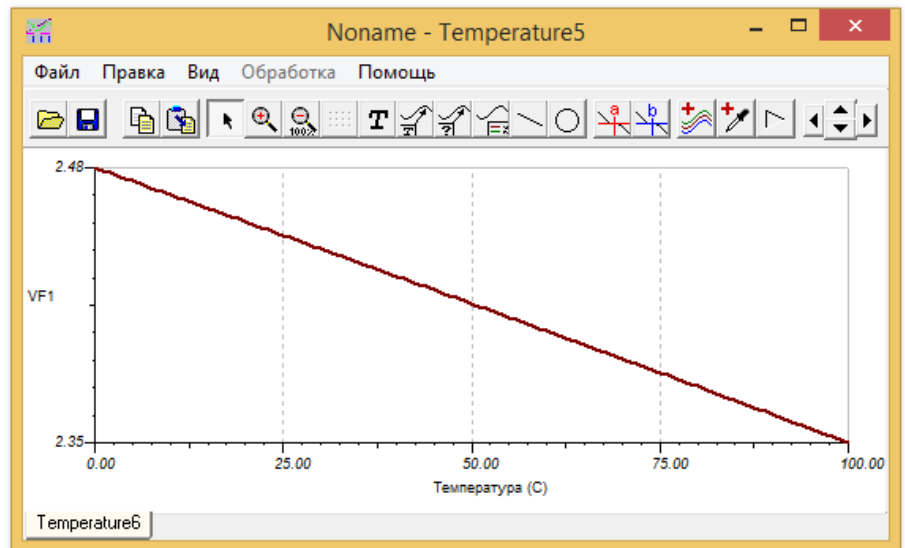 Noname - Temperature5
Файл Правка Вид Обработка Помощь
100% T T ? =x a b
2.48
VF1
2.35
0.00 25.00 50.00 75.00 100.00
Температура (C)
Temperature6